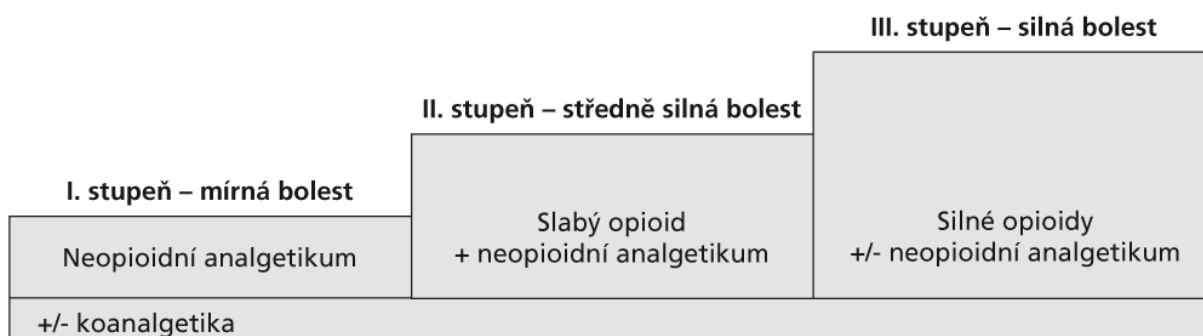 III. stupeň – silná bolest
II. stupeň – středně silná bolest
I. stupeň – mírná bolest
Neopioidní analgetikum
Slabý opioid
+ neopioidní analgetikum
Silné opioidy
+/- neopioidní analgetikum
+/- koanalgetika